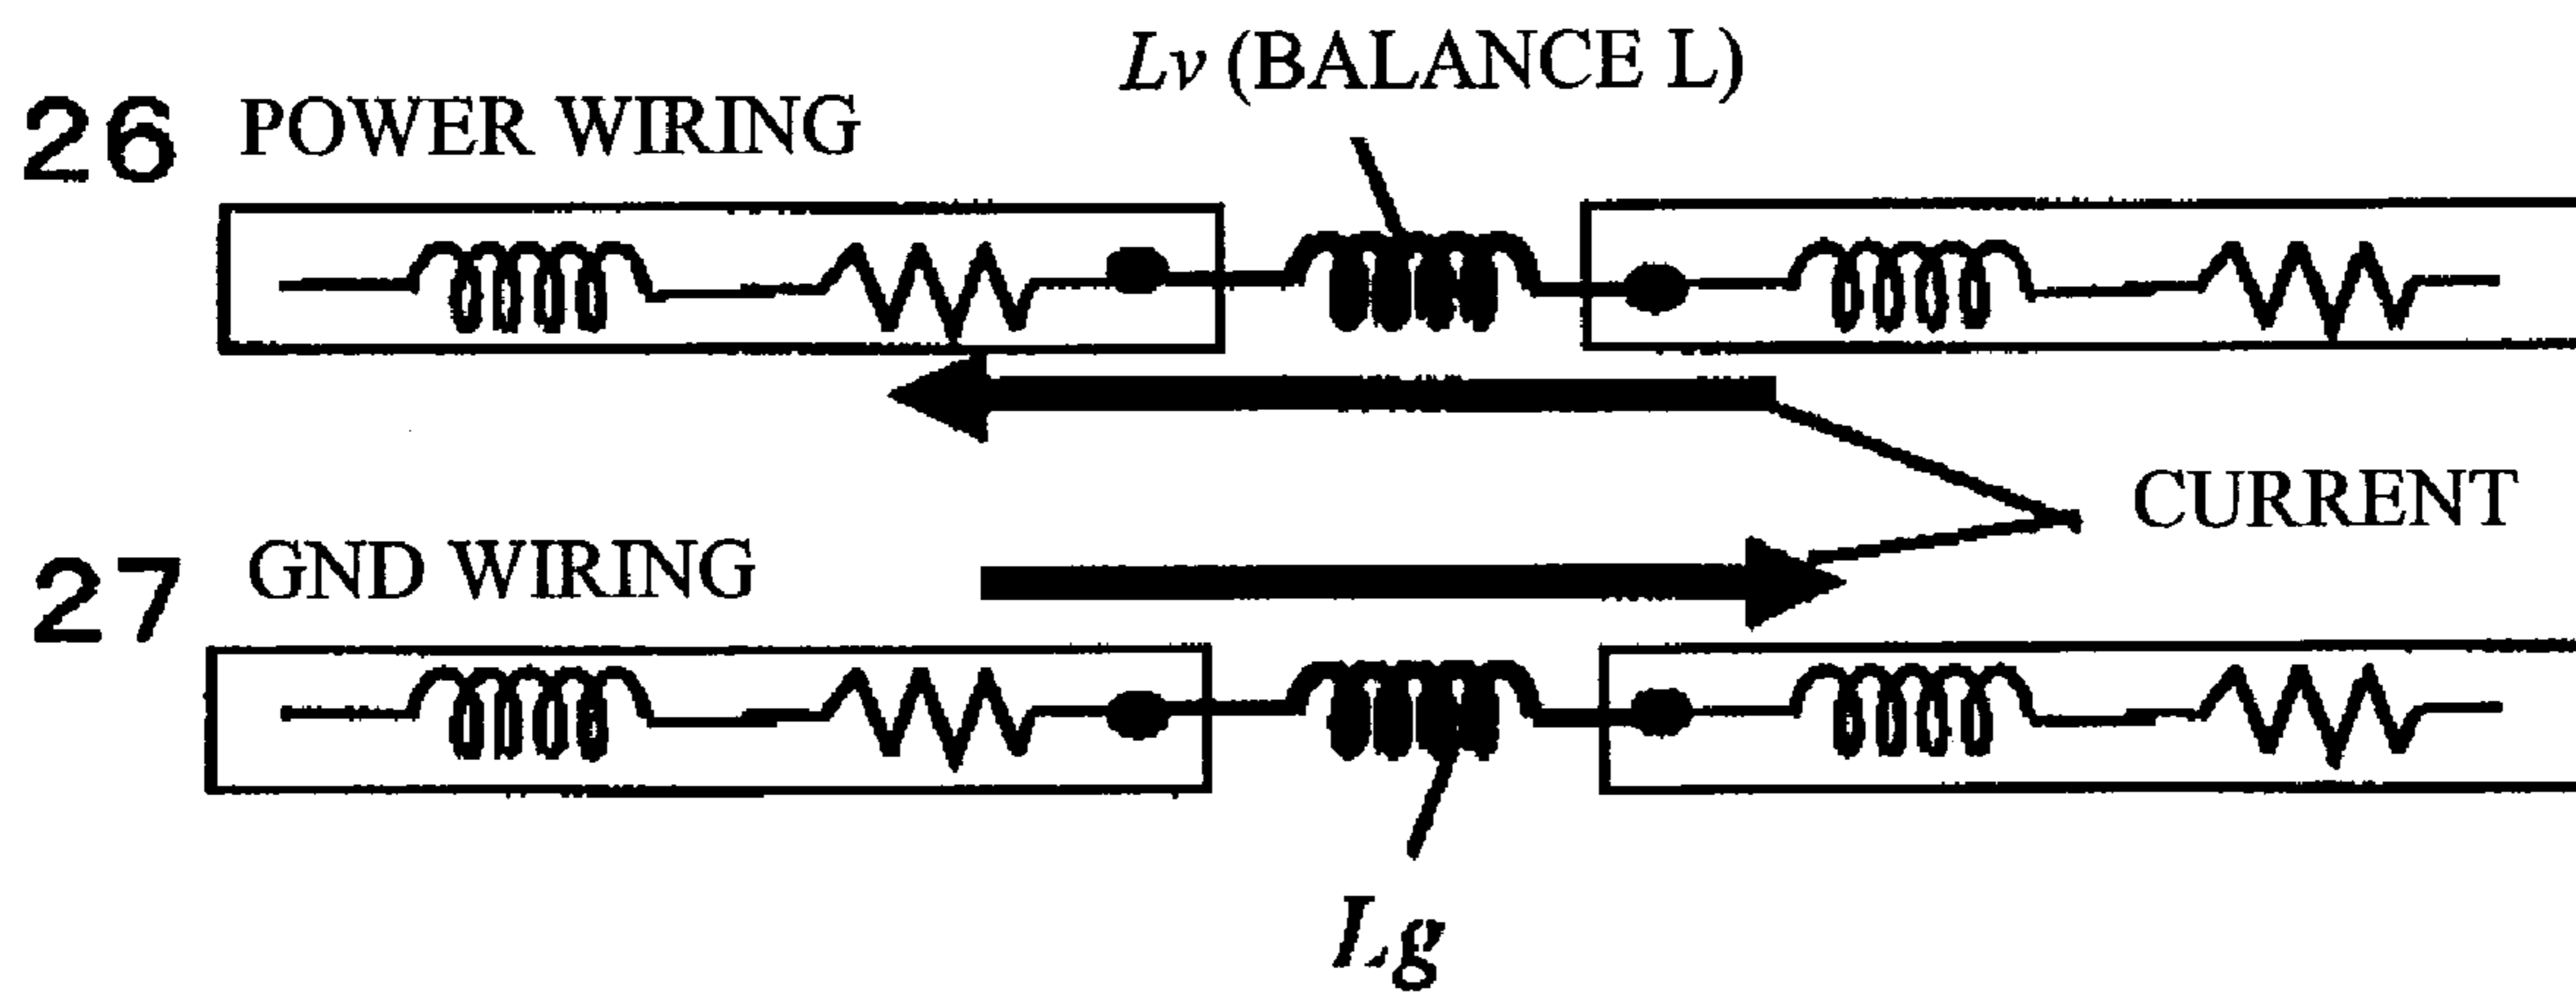 Lv (BALANCE L)
26 POWER WIRING
CURRENT
27 GND WIRING
Lg